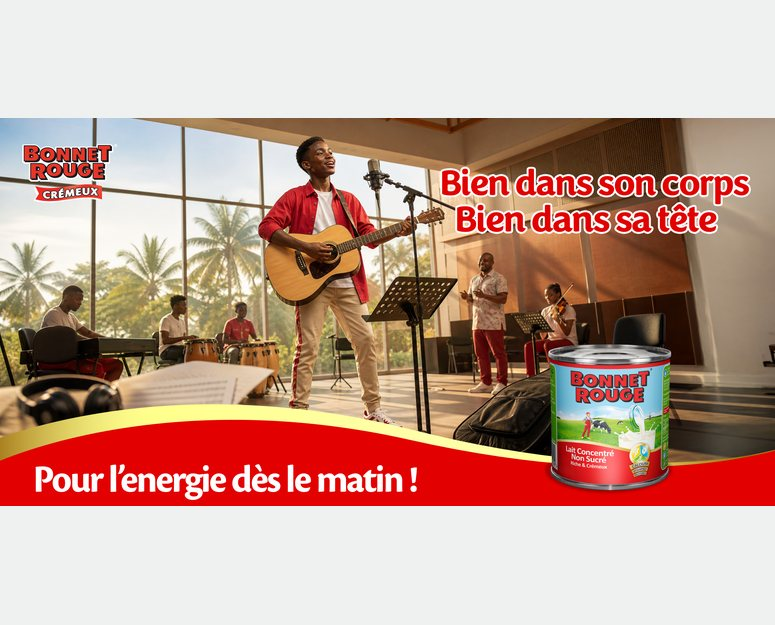 BONNET
ROUGE
CRÉMEUX
Bien dans son corps
Bien dans sa tête
BONNET
ROUGE
Lait Concentré
Non Sucré
Riche & Crémeux
Pour l'energie dès le matin !